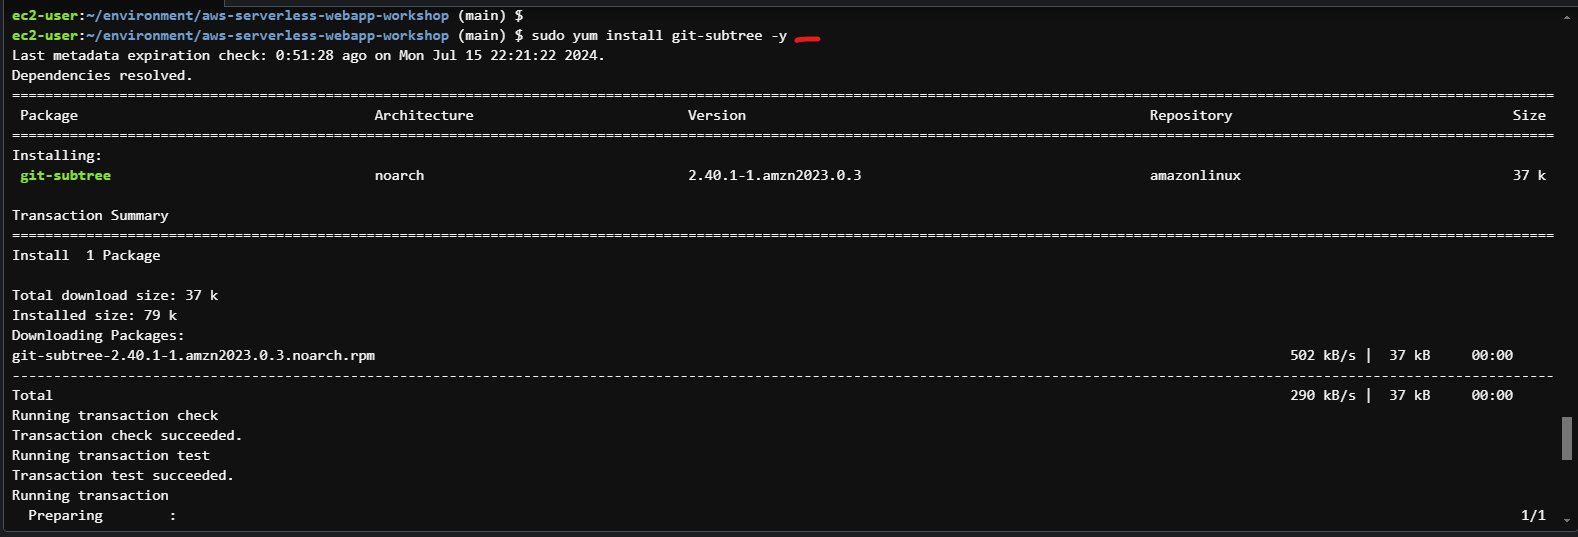 ec2-user:~/environment/aws-serverless-webapp-workshop (main) $
ec2-user:~/environment/aws-serverless-webapp-workshop (main) $ sudo yum install git-subtree -y
Last metadata expiration check: 0:51:28 ago on Mon Jul 15 22:21:22 2024.
Dependencies resolved.
================================================================================
Package Architecture Version Repository Size
================================================================================
Installing:
git-subtree noarch 2.40.1-1.amzn2023.0.3 amazonlinux 37 k
Transaction Summary
================================================================================
Install 1 Package
Total download size: 37 k
Installed size: 79 k
Downloading Packages:
git-subtree-2.40.1-1.amzn2023.0.3.noarch.rpm 502 kB/s | 37 kB 00:00
--------------------------------------------------------------------------------
Total 290 kB/s | 37 kB 00:00
Running transaction check
Transaction check succeeded.
Running transaction test
Transaction test succeeded.
Running transaction
Preparing : 1/1